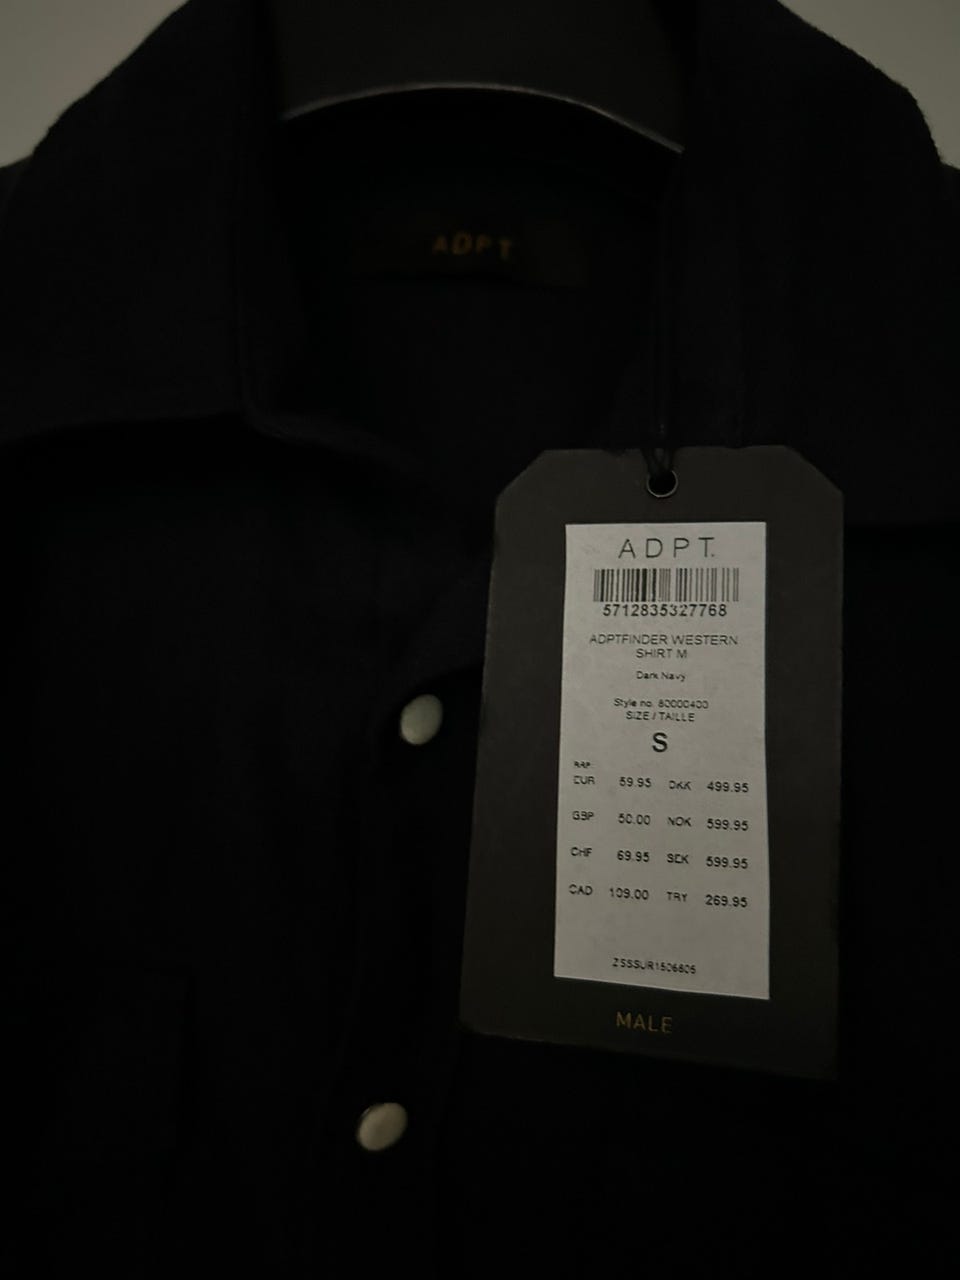 ADPT
ADPT.
5712835327768
ADPTFINDER WESTERN
SHIRT M
Dark Navy
Style no. 80000400
SIZE / TAILLE
S
RRP:
EUR 59.95 DKK 499.95
GBP 50.00 NOK 599.95
CHF 69.95 SEK 599.95
CAD 109.00 TRY 269.95
MALE